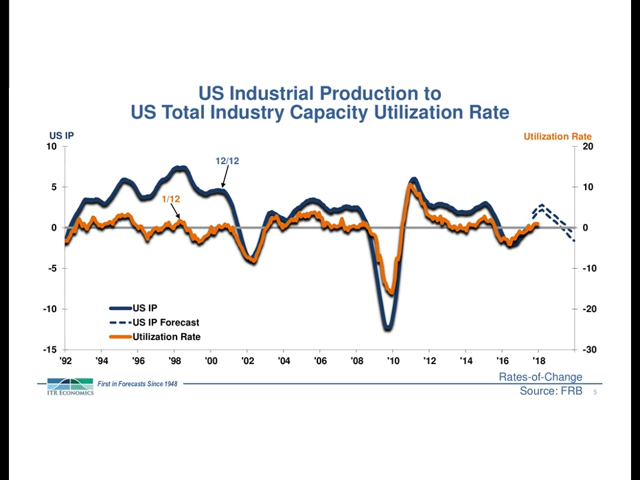 US Industrial Production to
US Total Industry Capacity Utilization Rate
US IP
Utilization Rate
10
20
12/12
5
10
1/12
0
0
-5
-10
-10
-20
US IP
US IP Forecast
Utilization Rate
-15
-30
'92 '94 '96 '98 '00 '02 '04 '06 '08 '10 '12 '14 '16 '18
Rates-of-Change
ITR ECONOMICS
First in Forecasts Since 1948
Source: FRB
5